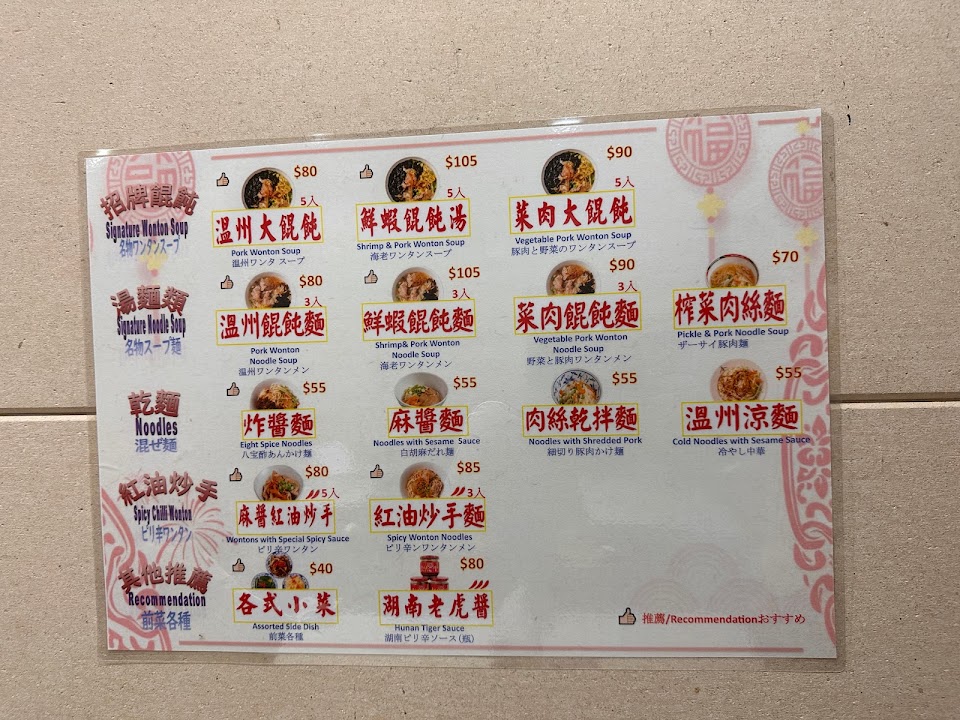 招牌餛飩
Signature Wonton Soup
名物ワンタンスープ
$80
5入
溫州大餛飩
Pork Wonton Soup
溫州ワンタ スープ
$105
5入
鮮蝦餛飩湯
Shrimp & Pork Wonton Soup
海老ワンタンスープ
$90
5入
菜肉大餛飩
Vegetable Pork Wonton Soup
豚肉と野菜のワンタンスープ
湯麵類
Signature Noodle Soup
名物スープ麺
$80
3入
溫州餛飩麵
Pork Wonton
Noodle Soup
溫州ワンタンメン
$105
3入
鮮蝦餛飩麵
Shrimp& Pork Wonton
Noodle Soup
海老ワンタンメン
$90
3入
菜肉餛飩麵
Vegetable Pork Wonton
Noodle Soup
野菜と豚肉ワンタンメン
$70
榨菜肉絲麵
Pickle & Pork Noodle Soup
ザーサイ豚肉麺
乾麵
Noodles
混ぜ麺
$55
炸醬麵
Eight Spice Noodles
八宝酢あんかけ麺
$55
麻醬麵
Noodles with Sesame Sauce
白胡麻だれ麺
$55
肉絲乾拌麵
Noodles with Shredded Pork
細切り豚肉かけ麺
$55
溫州涼麵
Cold Noodles with Sesame Sauce
冷やし中華
紅油炒手
Spicy Chilli Wonton
ピリ辛ワンタン
$80
5入
麻醬紅油炒手
Wontons with Special Spicy Sauce
ピリ辛ワンタン
$85
3入
紅油炒手麵
Spicy Wonton Noodles
ピリ辛ンワンタンメン
其他推薦
Recommendation
前菜各種
$40
各式小菜
Assorted Side Dish
前菜各種
$80
湖南老虎醬
Hunan Tiger Sauce
湖南ピリ辛ソース(瓶)
推薦/Recommendationおすすめ
福